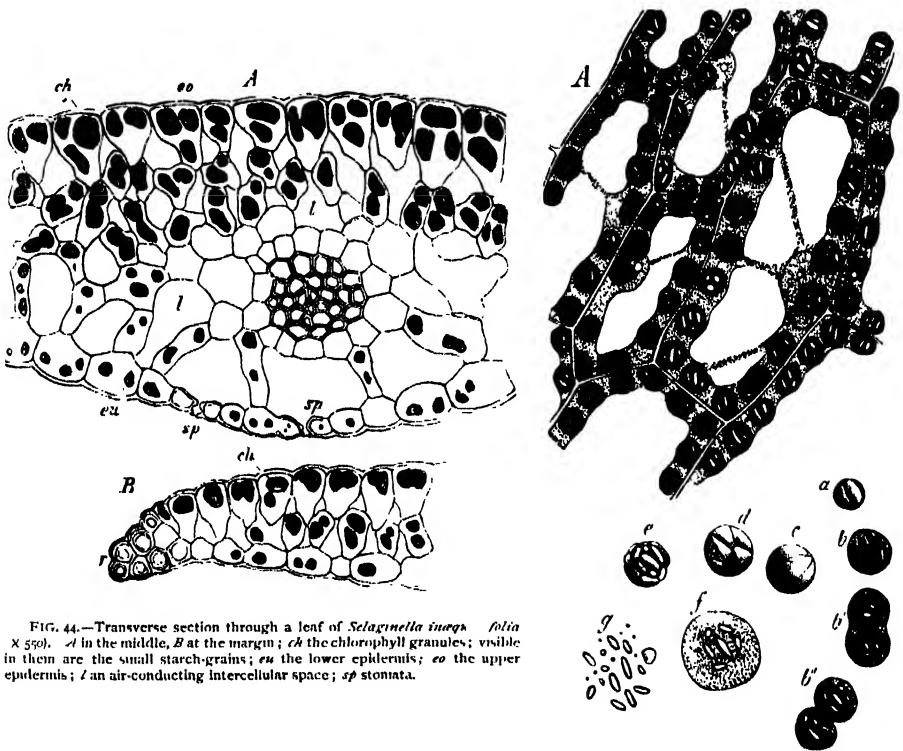 ch eo A
l
l
eu sp sp
ch
B
r
FIG. 44.—Transverse section through a leaf of Selaginella inæqu folia
× 550). A in the middle, B at the margin; ch the chlorophyll granules; visible
in them are the small starch-grains; eu the lower epidermis; eo the upper
epidermis; l an air-conducting intercellular space; sp stomata.
A
a
e d c b
g f b'
b''